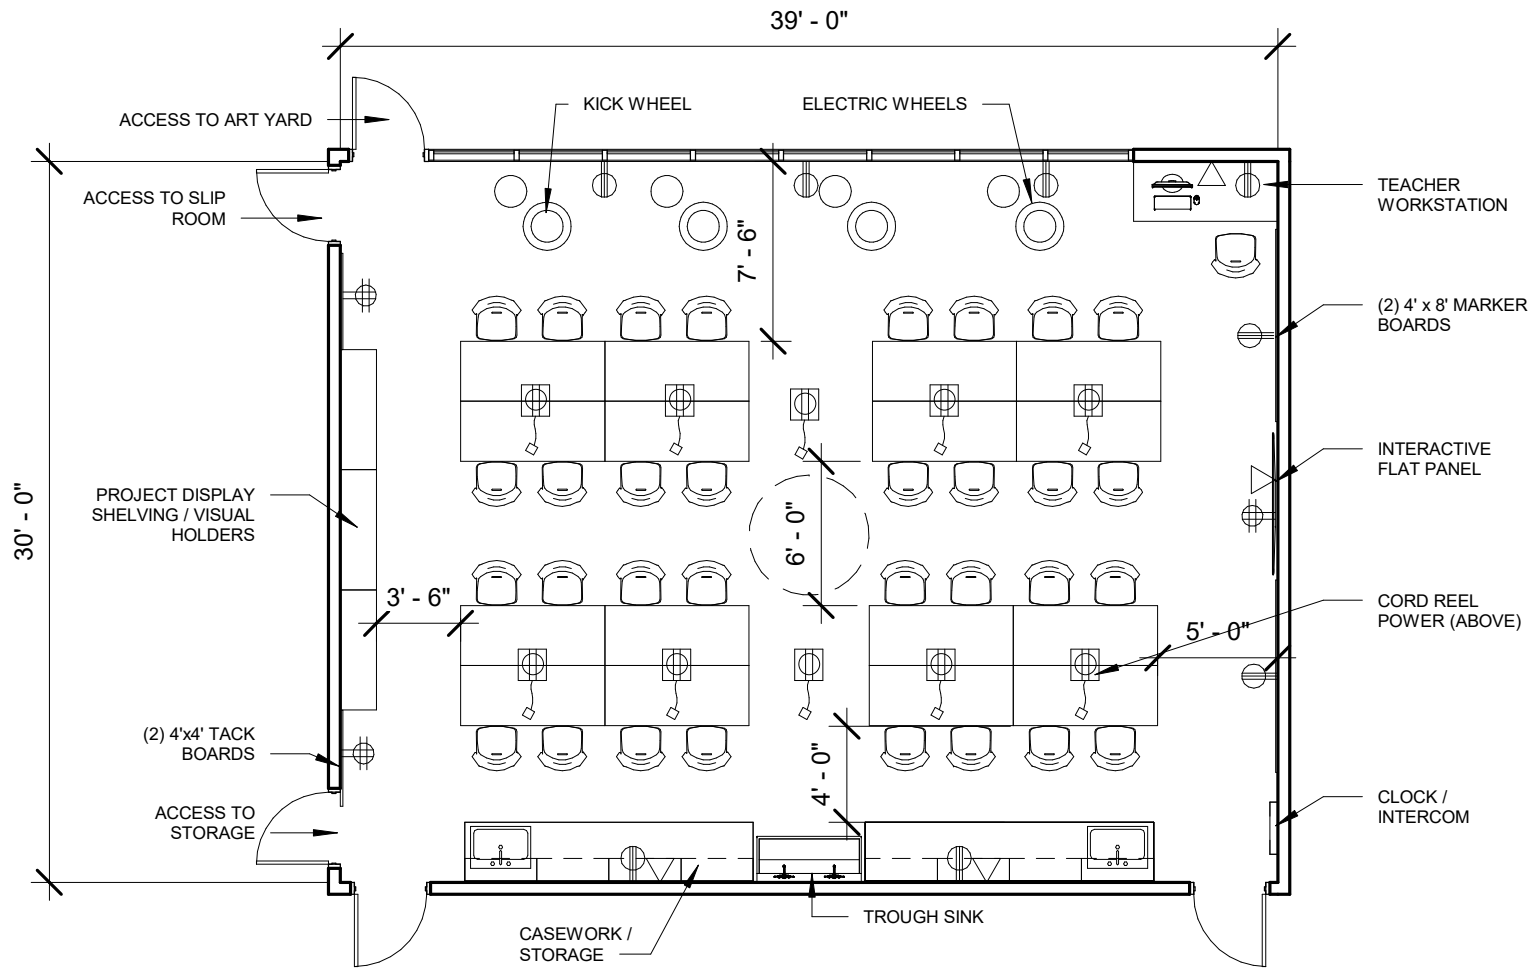 39' - 0"
KICK WHEEL
ELECTRIC WHEELS
ACCESS TO ART YARD
ACCESS TO SLIP
ROOM
TEACHER
WORKSTATION
7' - 6"
(2) 4' x 8' MARKER
BOARDS
INTERACTIVE
FLAT PANEL
PROJECT DISPLAY
SHELVING / VISUAL
HOLDERS
30' - 0"
6' - 0"
3' - 6"
CORD REEL
POWER (ABOVE)
5' - 0"
(2) 4'x4' TACK
BOARDS
4' - 0"
ACCESS TO
STORAGE
CLOCK /
INTERCOM
TROUGH SINK
CASEWORK /
STORAGE